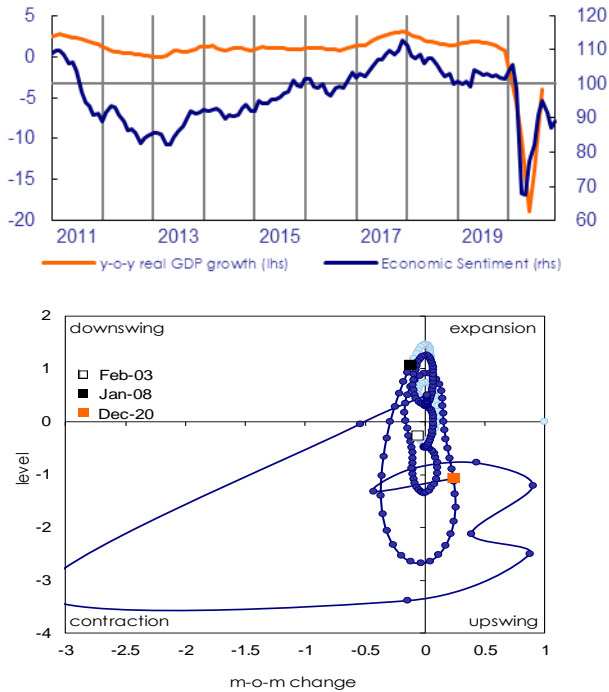 5 120
0 110
-5 100
-10 90
-15 80
-20 70
60
2011 2013 2015 2017 2019
y-o-y real GDP growth (lhs) Economic Sentiment (rhs)
2
downswing expansion
Feb-03
1 Jan-08
Dec-20
0
level
-1
-2
-3
contraction upswing
-4
-3 -2.5 -2 -1.5 -1 -0.5 0 0.5 1
m-o-m change